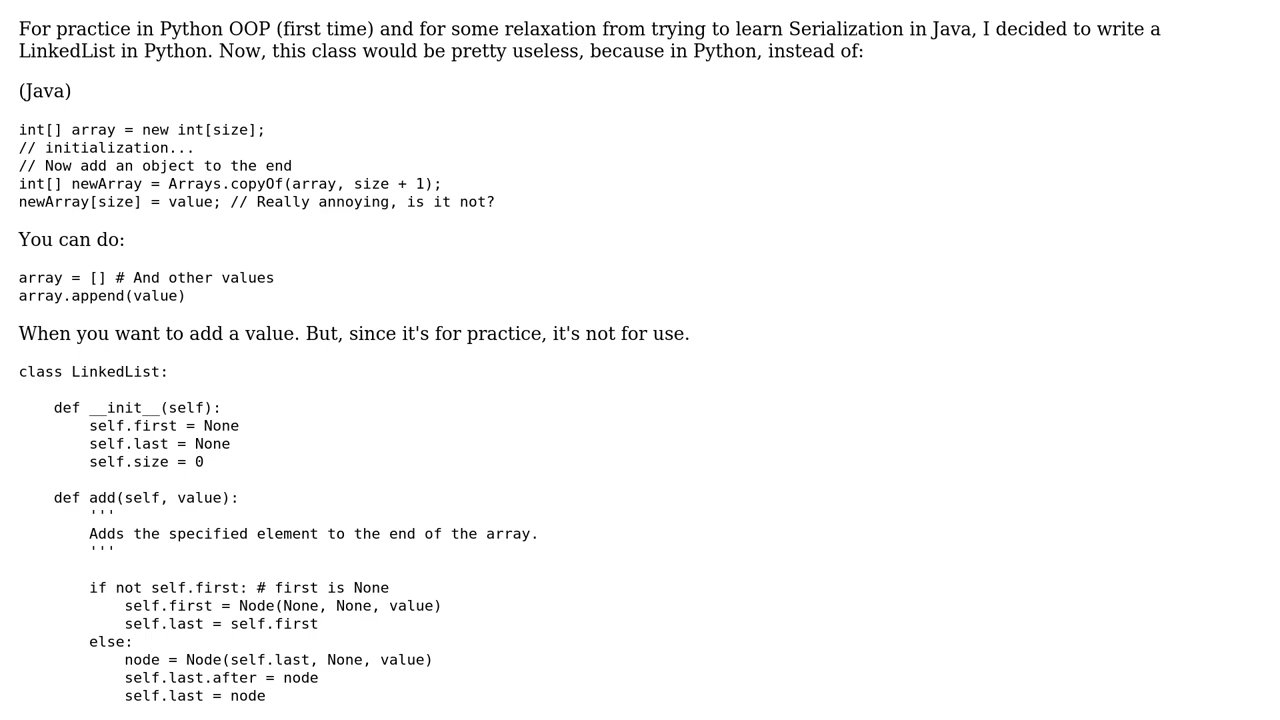 For practice in Python OOP (first time) and for some relaxation from trying to learn Serialization in Java, I decided to write a
LinkedList in Python. Now, this class would be pretty useless, because in Python, instead of:
(Java)
int[] array = new int[size];
// initialization...
// Now add an object to the end
int[] newArray = Arrays.copyOf(array, size + 1);
newArray[size] = value; // Really annoying, is it not?
You can do:
array = [] # And other values
array.append(value)
When you want to add a value. But, since it's for practice, it's not for use.
class LinkedList:
    def __init__(self):
        self.first = None
        self.last = None
        self.size = 0
    def add(self, value):
        '''
        Adds the specified element to the end of the array.
        '''
        if not self.first: # first is None
            self.first = Node(None, None, value)
            self.last = self.first
        else:
            node = Node(self.last, None, value)
            self.last.after = node
            self.last = node